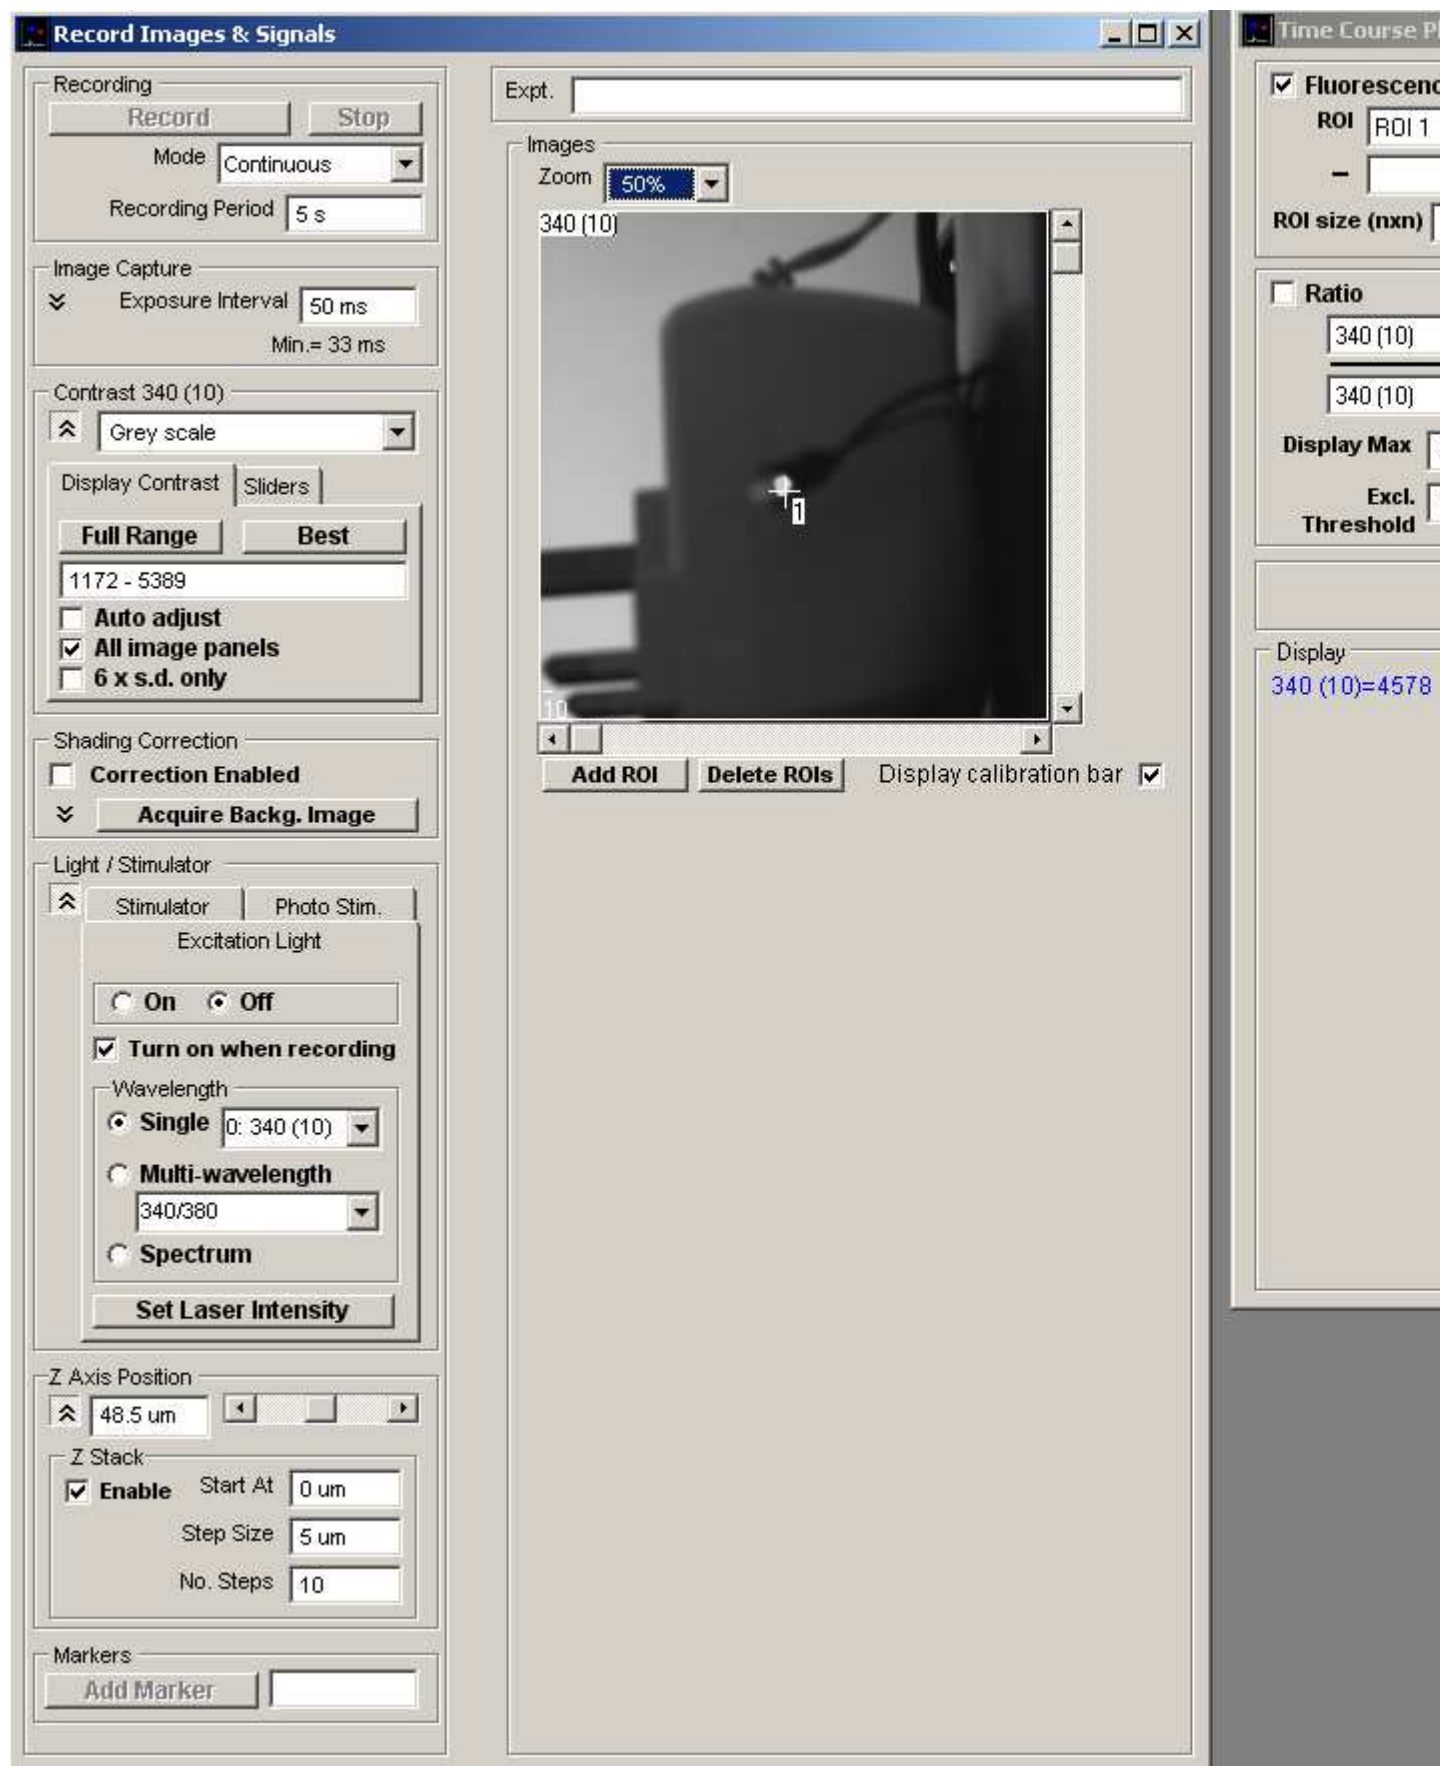 Record Images & Signals
Recording
Record Stop
Mode Continuous
Recording Period 5 s
Image Capture
Exposure Interval 50 ms
Min.= 33 ms
Contrast 340 (10)
Grey scale
Display Contrast Sliders
Full Range Best
1172 - 5389
Auto adjust
All image panels
6 x s.d. only
Shading Correction
Correction Enabled
Acquire Backg. Image
Light / Stimulator
Stimulator Photo Stim.
Excitation Light
On Off
Turn on when recording
Wavelength
Single 0: 340 (10)
Multi-wavelength
340/380
Spectrum
Set Laser Intensity
Z Axis Position
48.5 um
Z Stack
Enable Start At 0 um
Step Size 5 um
No. Steps 10
Markers
Add Marker
Expt.
Images
Zoom 50%
340 (10)
1
10
Add ROI Delete ROIs Display calibration bar
Time Course
Fluorescenc
ROI ROI 1
–
ROI size (nxn)
Ratio
340 (10)
340 (10)
Display Max
Excl.
Threshold
Display
340 (10)=4578